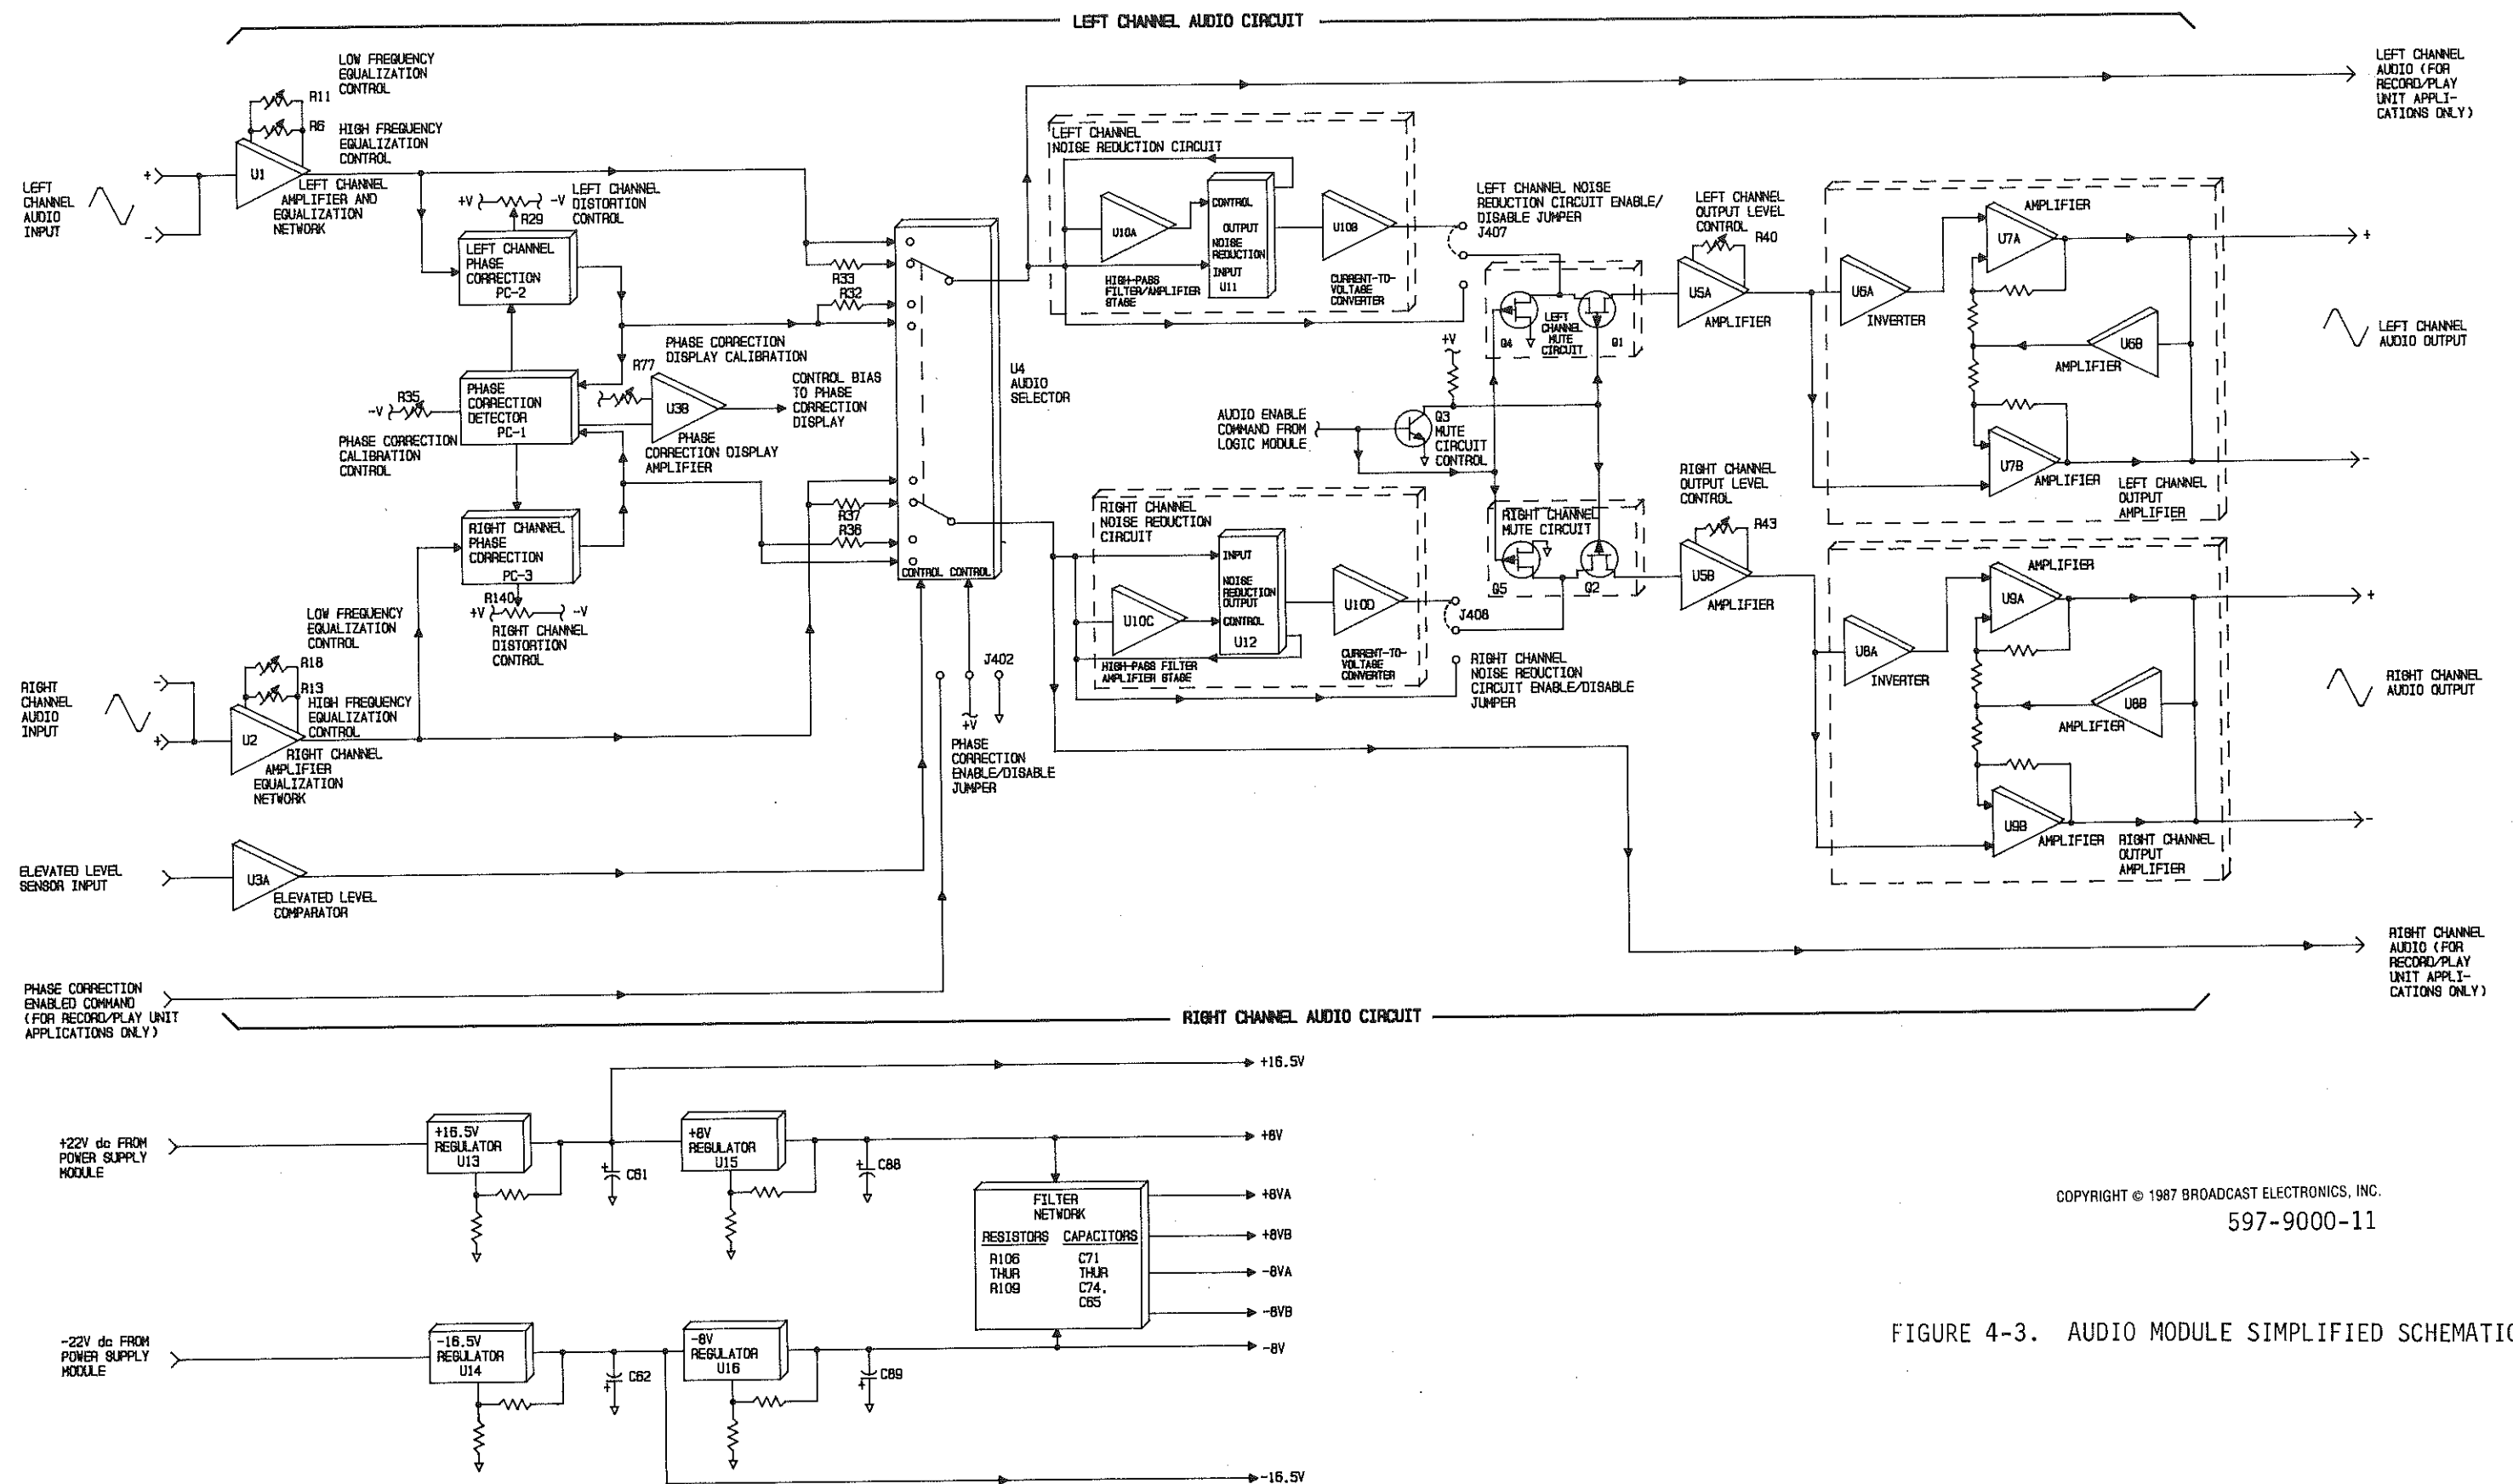 LEFT CHANNEL AUDIO CIRCUIT
LEFT CHANNEL
AUDIO (FOR
RECORD/PLAY
UNIT APPLI-
CATIONS ONLY)
LOW FREQUENCY
EQUALIZATION
CONTROL
R11
R6
HIGH FREQUENCY
EQUALIZATION
CONTROL
LEFT
CHANNEL
AUDIO
INPUT
+
-
U1
LEFT CHANNEL
AMPLIFIER AND
EQUALIZATION
NETWORK
+V
-V
R29
LEFT CHANNEL
DISTORTION
CONTROL
LEFT CHANNEL
PHASE
CORRECTION
PC-2
R33
R32
PHASE CORRECTION
DISPLAY CALIBRATION
R77
PHASE
CORRECTION
DETECTOR
PC-1
R35
-V
PHASE CORRECTION
CALIBRATION
CONTROL
U3B
PHASE
CORRECTION DISPLAY
AMPLIFIER
CONTROL BIAS
TO PHASE
CORRECTION
DISPLAY
U4
AUDIO
SELECTOR
CONTROL
CONTROL
RIGHT CHANNEL
PHASE
CORRECTION
PC-3
R140
+V
-V
RIGHT CHANNEL
DISTORTION
CONTROL
R37
R36
LEFT CHANNEL
NOISE REDUCTION CIRCUIT
U10A
HIGH-PASS
FILTER/AMPLIFIER
STAGE
CONTROL
OUTPUT
NOISE
REDUCTION
INPUT
U11
U10B
CURRENT-TO-
VOLTAGE
CONVERTER
LEFT CHANNEL NOISE
REDUCTION CIRCUIT ENABLE/
DISABLE JUMPER
J407
LEFT
CHANNEL
MUTE
CIRCUIT
Q4
Q1
+V
AUDIO ENABLE
COMMAND FROM
LOGIC MODULE
Q3
MUTE
CIRCUIT
CONTROL
LEFT CHANNEL
OUTPUT LEVEL
CONTROL
R40
U5A
AMPLIFIER
U6A
INVERTER
AMPLIFIER
U7A
U6B
AMPLIFIER
U7B
AMPLIFIER
LEFT CHANNEL
OUTPUT
AMPLIFIER
+
-
LEFT CHANNEL
AUDIO OUTPUT
RIGHT CHANNEL
NOISE REDUCTION
CIRCUIT
INPUT
NOISE
REDUCTION
OUTPUT
CONTROL
U12
U10C
HIGH-PASS FILTER
AMPLIFIER STAGE
U10D
CURRENT-TO-
VOLTAGE
CONVERTER
J408
RIGHT CHANNEL
NOISE REDUCTION
CIRCUIT ENABLE/DISABLE
JUMPER
RIGHT CHANNEL
MUTE CIRCUIT
Q5
Q2
RIGHT CHANNEL
OUTPUT LEVEL
CONTROL
R43
U5B
AMPLIFIER
U8A
INVERTER
AMPLIFIER
U9A
U8B
AMPLIFIER
U9B
AMPLIFIER
RIGHT CHANNEL
OUTPUT
AMPLIFIER
+
-
RIGHT CHANNEL
AUDIO OUTPUT
LOW FREQUENCY
EQUALIZATION
CONTROL
R18
R13
HIGH FREQUENCY
EQUALIZATION
CONTROL
RIGHT
CHANNEL
AUDIO
INPUT
-
+
U2
RIGHT CHANNEL
AMPLIFIER
EQUALIZATION
NETWORK
J402
+V
PHASE
CORRECTION
ENABLE/DISABLE
JUMPER
ELEVATED LEVEL
SENSOR INPUT
U3A
ELEVATED LEVEL
COMPARATOR
RIGHT CHANNEL
AUDIO (FOR
RECORD/PLAY
UNIT APPLI-
CATIONS ONLY)
PHASE CORRECTION
ENABLED COMMAND
(FOR RECORD/PLAY UNIT
APPLICATIONS ONLY)
RIGHT CHANNEL AUDIO CIRCUIT
+16.5V
+22V dc FROM
POWER SUPPLY
MODULE
+16.5V
REGULATOR
U13
+
C61
+8V
REGULATOR
U15
+
C88
+8V
FILTER
NETWORK
RESISTORS CAPACITORS
R106 C71
THUR THUR
R109 C74,
C65
+8VA
+8VB
-8VA
-8VB
-22V dc FROM
POWER SUPPLY
MODULE
-16.5V
REGULATOR
U14
+
C62
-8V
REGULATOR
U16
+
C89
-8V
-16.5V
COPYRIGHT © 1987 BROADCAST ELECTRONICS, INC.
597-9000-11
FIGURE 4-3. AUDIO MODULE SIMPLIFIED SCHEMATIC